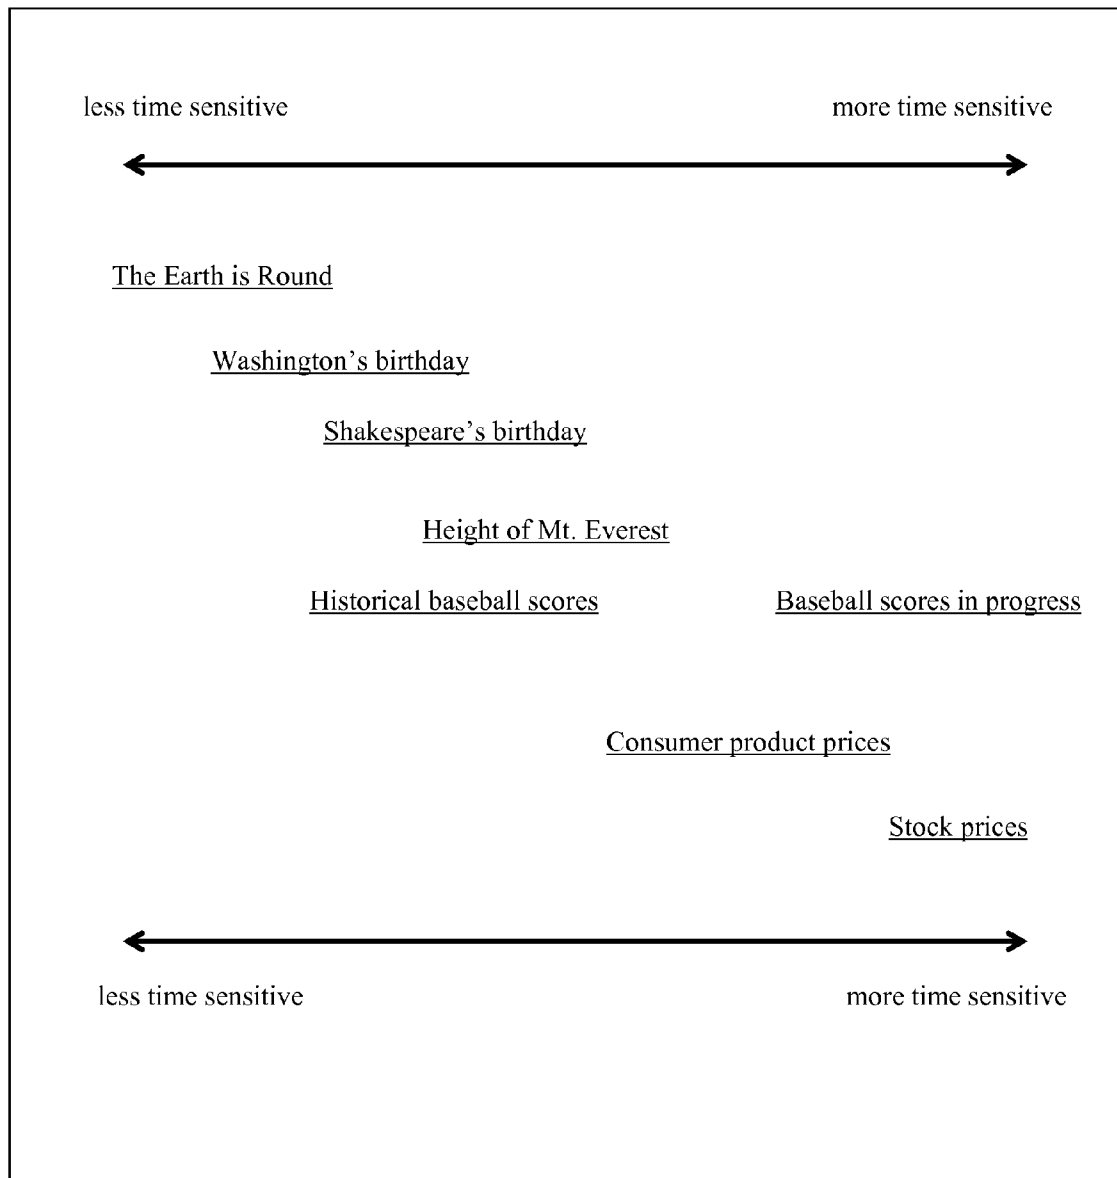 less time sensitive more time sensitive
The Earth is Round
Washington’s birthday
Shakespeare’s birthday
Height of Mt. Everest
Historical baseball scores Baseball scores in progress
Consumer product prices
Stock prices
less time sensitive more time sensitive